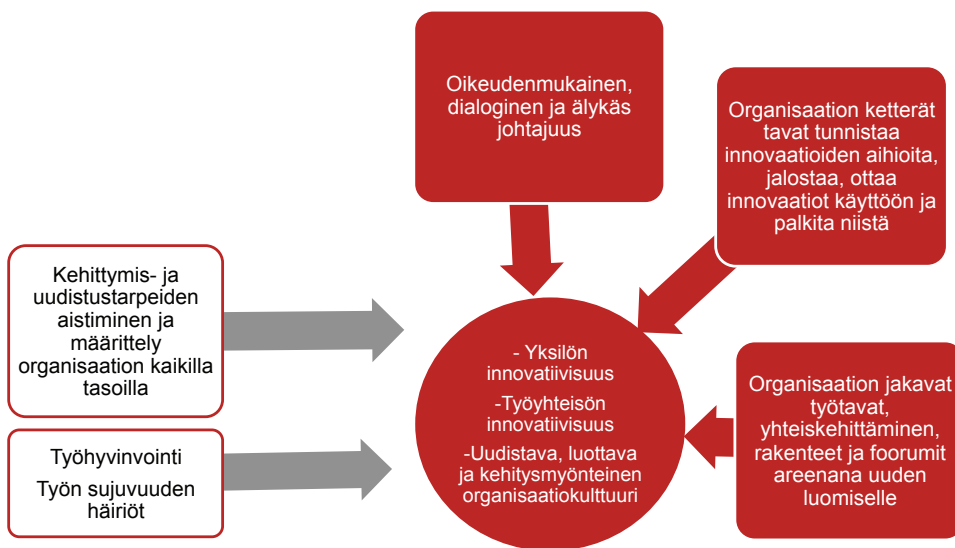 Oikeudenmukainen,
dialoginen ja älykäs
johtajuus
Organisaation ketterät
tavat tunnistaa
innovaatioiden aihioita,
jalostaa, ottaa
innovaatiot käyttöön ja
palkita niistä
Kehittymis- ja
uudistustarpeiden
aistiminen ja
määrittely
organisaation kaikilla
tasoilla
- Yksilön
innovatiivisuus
-Työyhteisön
innovatiivisuus
-Uudistava, luottava
ja kehitysmyönteinen
organisaatiokulttuuri
Organisaation jakavat
työtavat,
yhteiskehittäminen,
rakenteet ja foorumit
areenana uuden
luomiselle
Työhyvinvointi
Työn sujuvuuden
häiriöt